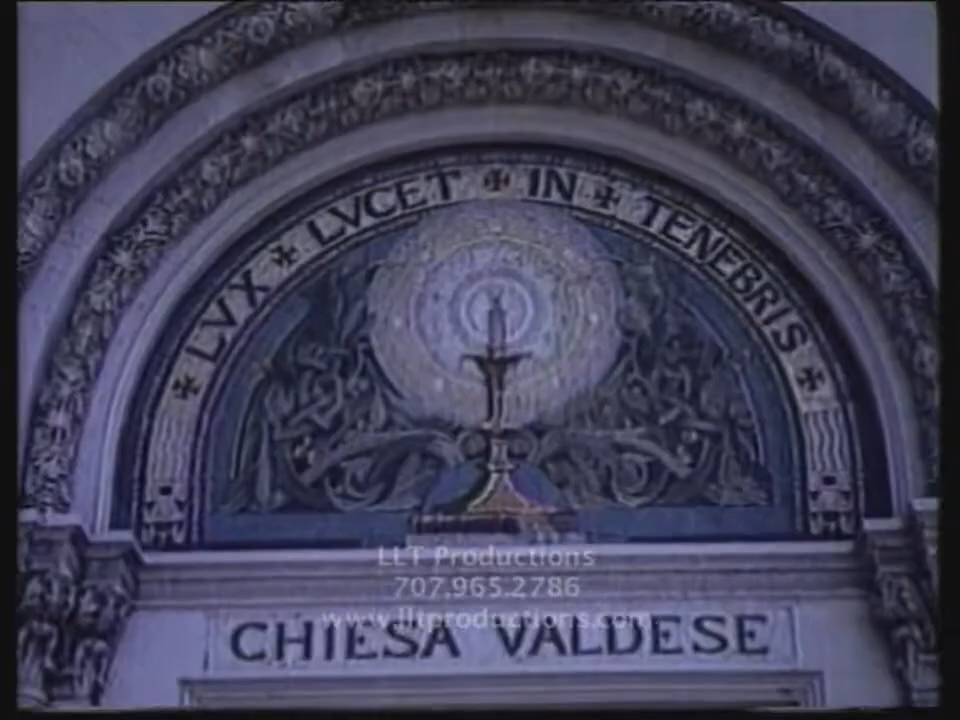 LVX ✠ LVCET ✠ IN ✠ TENEBRIS
LLT Productions
707.965.2786
www.lltproductions.com
CHIESA VALDESE